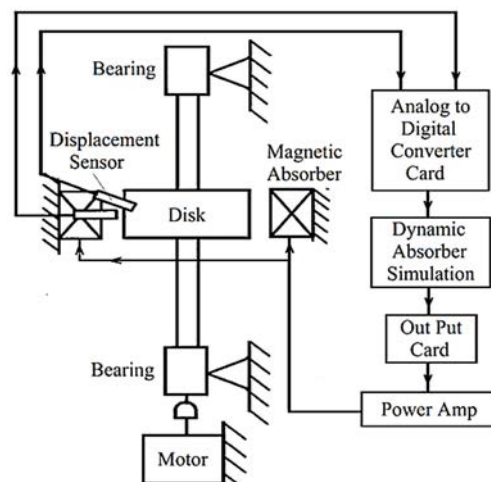 Bearing
Displacement
Sensor
Magnetic
Absorber
Disk
Analog to
Digital
Converter
Card
Dynamic
Absorber
Simulation
Out Put
Card
Power Amp
Bearing
Motor